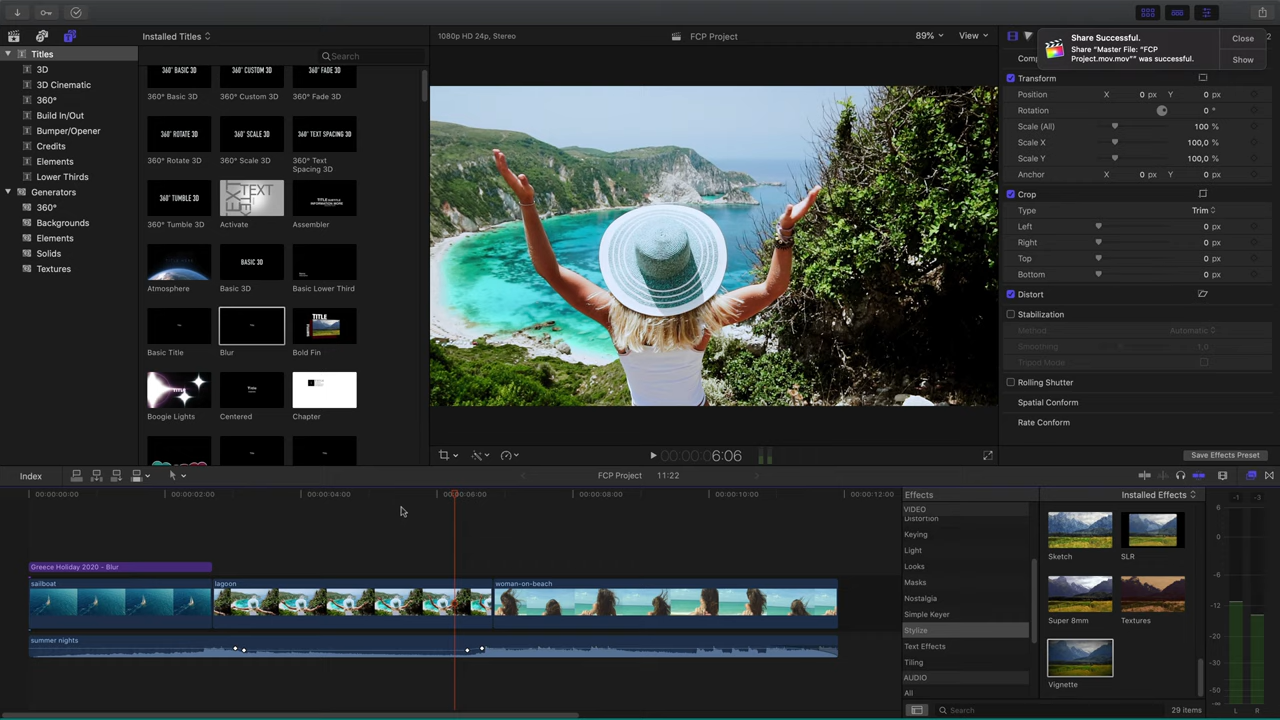 Installed Titles
1080p HD 24p, Stereo
FCP Project
89%
View
Share Successful.
Share “Master File: “FCP
Project.mov.mov”” was successful.
Close
Show
Titles
3D
3D Cinematic
360°
Build In/Out
Bumper/Opener
Credits
Elements
Lower Thirds
Generators
360°
Backgrounds
Elements
Solids
Textures
Search
360° BASIC 3D
360° CUSTOM 3D
360° FADE 3D
360° Basic 3D
360° Custom 3D
360° Fade 3D
360° ROTATE 3D
360° SCALE 3D
360° TEXT SPACING 3D
360° Rotate 3D
360° Scale 3D
360° Text
Spacing 3D
360° TUMBLE 3D
TEXT
360° Tumble 3D
Activate
Assembler
BASIC 3D
Atmosphere
Basic 3D
Basic Lower Third
TITLE
Basic Title
Blur
Bold Fin
Boogie Lights
Centered
Chapter
Transform
Position
X
0 px
Y
0 px
Rotation
0 °
Scale (All)
100 %
Scale X
100,0 %
Scale Y
100,0 %
Anchor
X
0 px
Y
0 px
Crop
Type
Trim
Left
0 px
Right
0 px
Top
0 px
Bottom
0 px
Distort
Stabilization
Method
Automatic
Smoothing
1,0
Tripod Mode
Rolling Shutter
Spatial Conform
Rate Conform
Save Effects Preset
00:00:00:00
6:06
Index
FCP Project
11:22
00:00:00:00
00:00:02:00
00:00:04:00
00:00:06:00
00:00:08:00
00:00:10:00
00:00:12:00
Greece Holiday 2020 - Blur
sailboat
lagoon
woman-on-beach
summer nights
Effects
Installed Effects
VIDEO
Distortion
Keying
Light
Looks
Masks
Nostalgia
Simple Keyer
Stylize
Text Effects
Tiling
AUDIO
All
Sketch
SLR
Super 8mm
Textures
Vignette
Search
29 items
-1
-3
6
0
-6
-12
-20
-30
-50
L
R